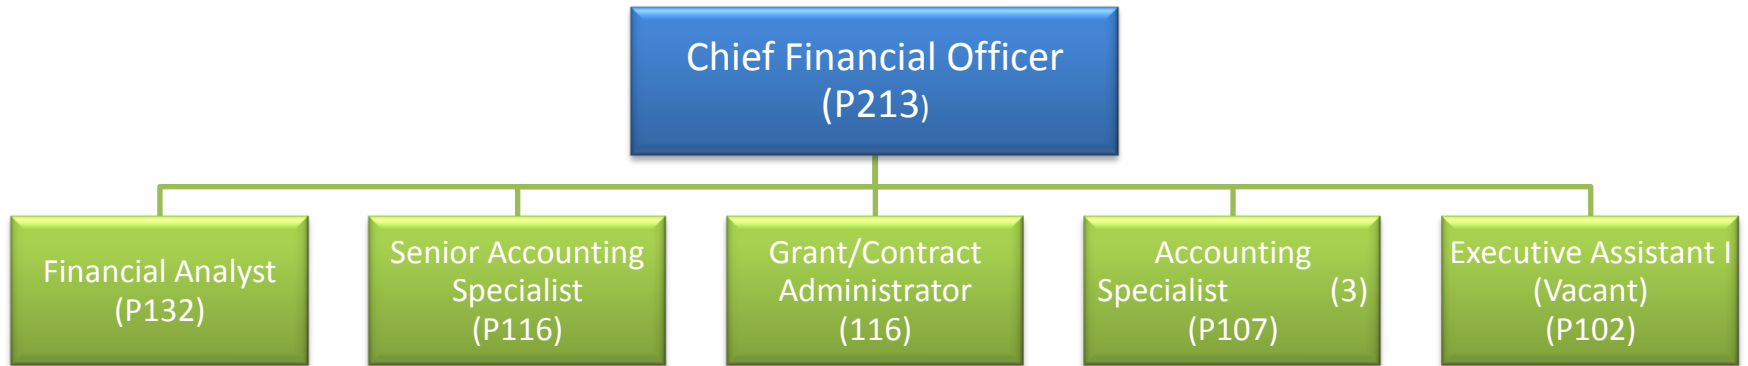 Chief Financial Officer
(P213)
Financial Analyst
(P132)
Senior Accounting
Specialist
(P116)
Grant/Contract
Administrator
(116)
Accounting
Specialist (3)
(P107)
Executive Assistant I
(Vacant)
(P102)